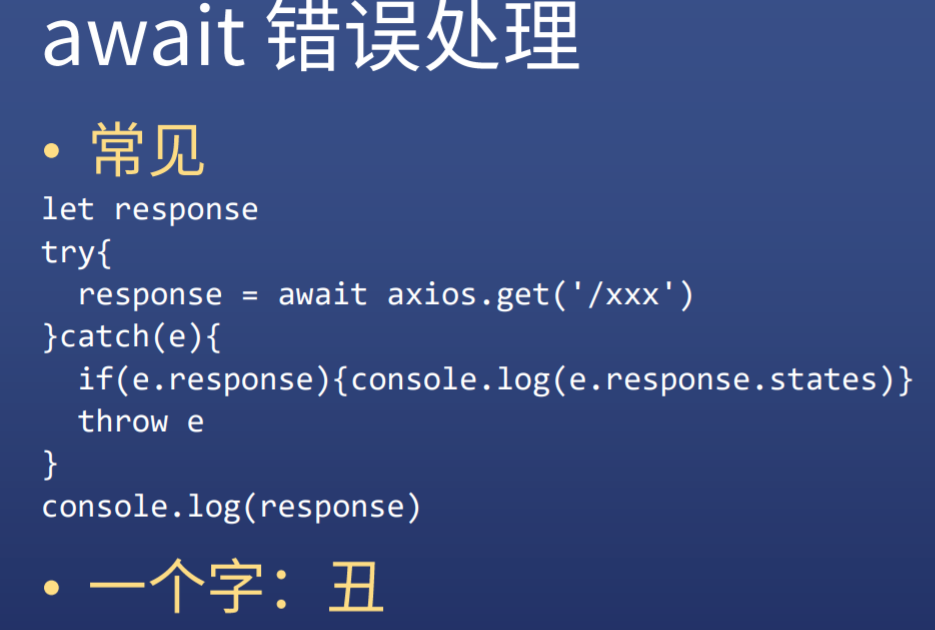 await 错误处理
• 常见
let response
try{
  response = await axios.get('/xxx')
}catch(e){
  if(e.response){console.log(e.response.states)}
  throw e
}
console.log(response)
• 一个字：丑